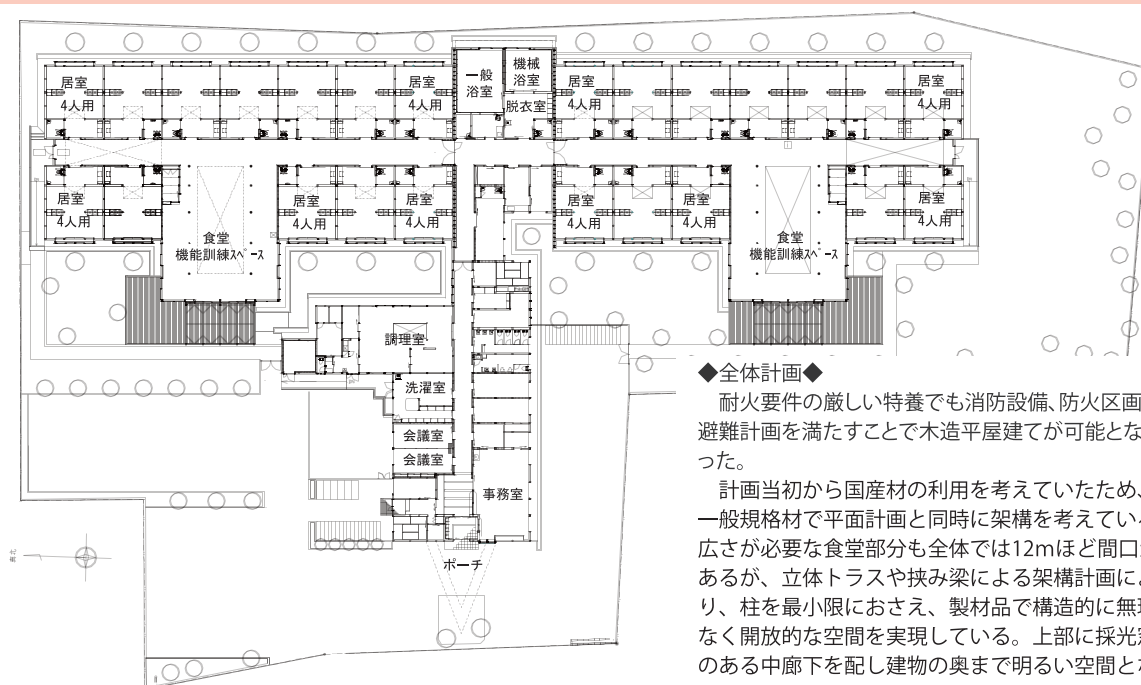 居室
4人用
居室
4人用
一般
浴室
機械
浴室
脱衣室
居室
4人用
居室
4人用
居室
4人用
居室
4人用
居室
4人用
居室
4人用
居室
4人用
居室
4人用
食堂
機能訓練スペース
食堂
機能訓練スペース
調理室
洗濯室
会議室
会議室
事務室
ポーチ
◆全体計画◆
耐火要件の厳しい特養でも消防設備、防火区画
避難計画を満たすことで木造平屋建てが可能とな
った。
計画当初から国産材の利用を考えていたため、
一般規格材で平面計画と同時に架構を考えてい
広さが必要な食堂部分も全体では12mほど間口
あるが、立体トラスや挟み梁による架構計画によ
り、柱を最小限におさえ、製材品で構造的に無理
なく開放的な空間を実現している。上部に採光窓
のある中廊下を配し建物の奥まで明るい空間とな